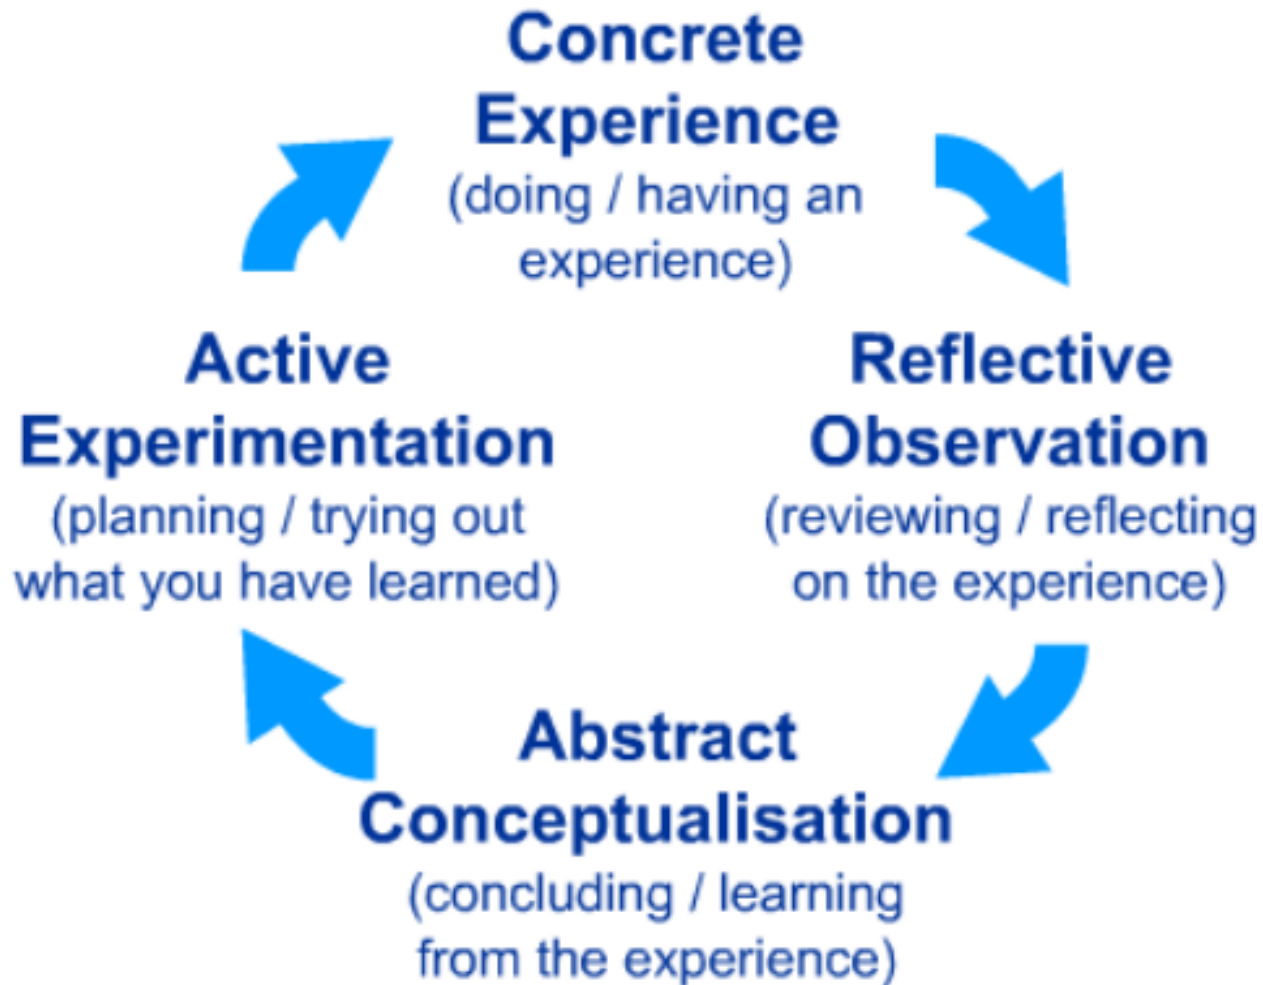 Concrete
Experience
(doing / having an
experience)
Reflective
Observation
(reviewing / reflecting
on the experience)
Abstract
Conceptualisation
(concluding / learning
from the experience)
Active
Experimentation
(planning / trying out
what you have learned)